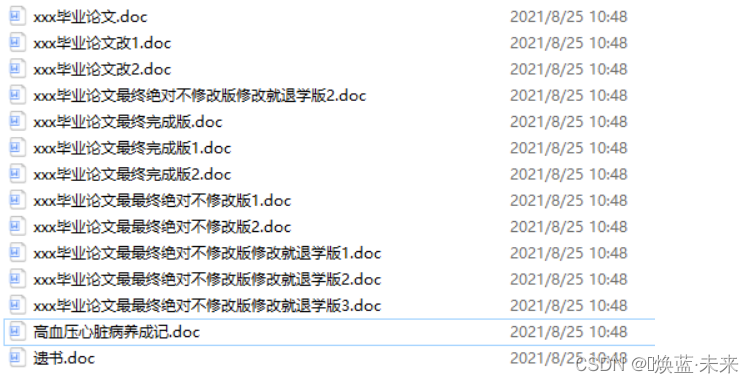 xxx毕业论文.doc 2021/8/25 10:48
xxx毕业论文改1.doc 2021/8/25 10:48
xxx毕业论文改2.doc 2021/8/25 10:48
xxx毕业论文最终绝对不修改版修改就退学版2.doc 2021/8/25 10:48
xxx毕业论文最终完成版.doc 2021/8/25 10:48
xxx毕业论文最终完成版1.doc 2021/8/25 10:48
xxx毕业论文最终完成版2.doc 2021/8/25 10:48
xxx毕业论文最最终绝对不修改版1.doc 2021/8/25 10:48
xxx毕业论文最最终绝对不修改版2.doc 2021/8/25 10:48
xxx毕业论文最最终绝对不修改版修改就退学版1.doc 2021/8/25 10:48
xxx毕业论文最最终绝对不修改版修改就退学版2.doc 2021/8/25 10:48
xxx毕业论文最最终绝对不修改版修改就退学版3.doc 2021/8/25 10:48
高血压心脏病养成记.doc 2021/8/25 10:48
遗书.doc 2021/8/25 10:48
CSDN @唤蓝·未来